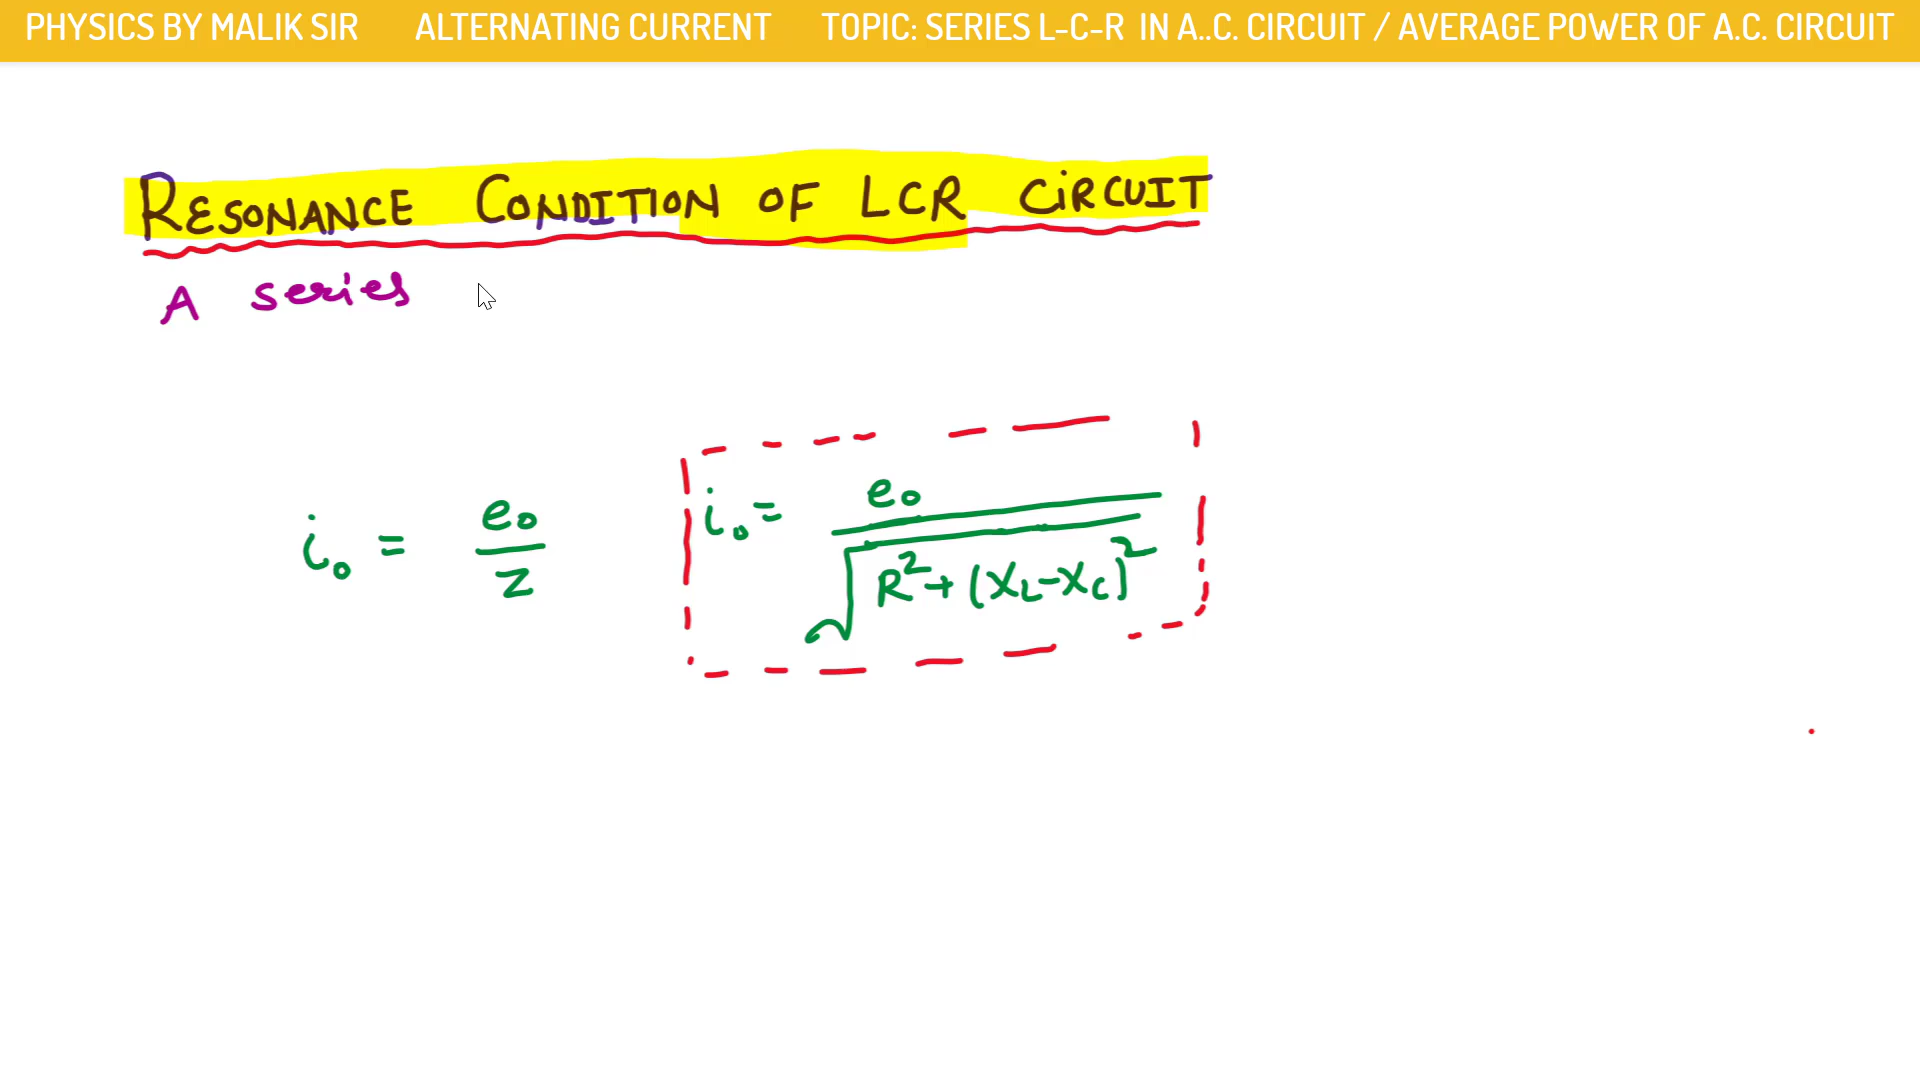 PHYSICS BY MALIK SIR ALTERNATING CURRENT TOPIC: SERIES L-C-R IN A..C. CIRCUIT / AVERAGE POWER OF A.C. CIRCUIT
RESONANCE CONDITION OF LCR CiRCUIT
A series
i₀ = e₀/z
i₀ = e₀/√(R² + (X_L - X_C)²)